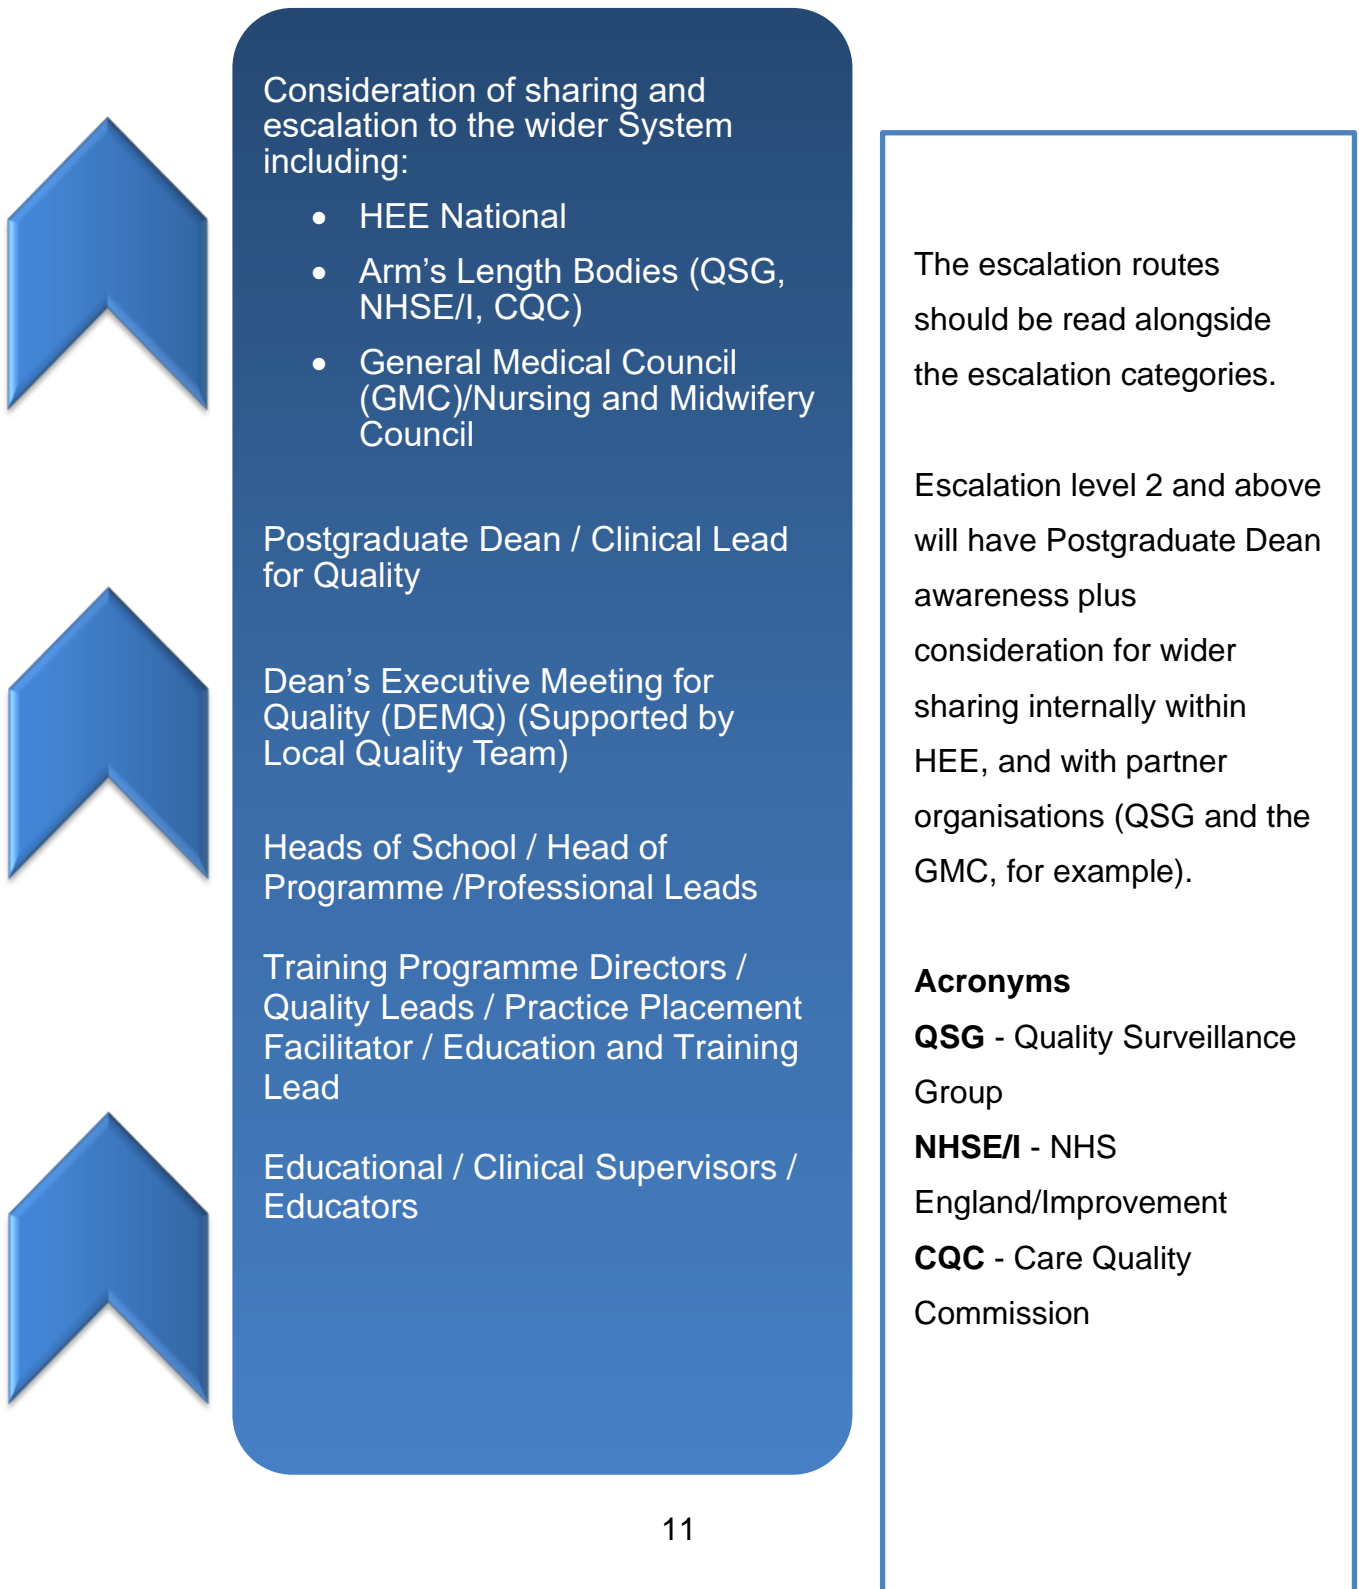 Consideration of sharing and
escalation to the wider System
including:
• HEE National
• Arm’s Length Bodies (QSG,
NHSE/I, CQC)
• General Medical Council
(GMC)/Nursing and Midwifery
Council
Postgraduate Dean / Clinical Lead
for Quality
Dean’s Executive Meeting for
Quality (DEMQ) (Supported by
Local Quality Team)
Heads of School / Head of
Programme /Professional Leads
Training Programme Directors /
Quality Leads / Practice Placement
Facilitator / Education and Training
Lead
Educational / Clinical Supervisors /
Educators
The escalation routes
should be read alongside
the escalation categories.
Escalation level 2 and above
will have Postgraduate Dean
awareness plus
consideration for wider
sharing internally within
HEE, and with partner
organisations (QSG and the
GMC, for example).
Acronyms
QSG - Quality Surveillance
Group
NHSE/I - NHS
England/Improvement
CQC - Care Quality
Commission
11